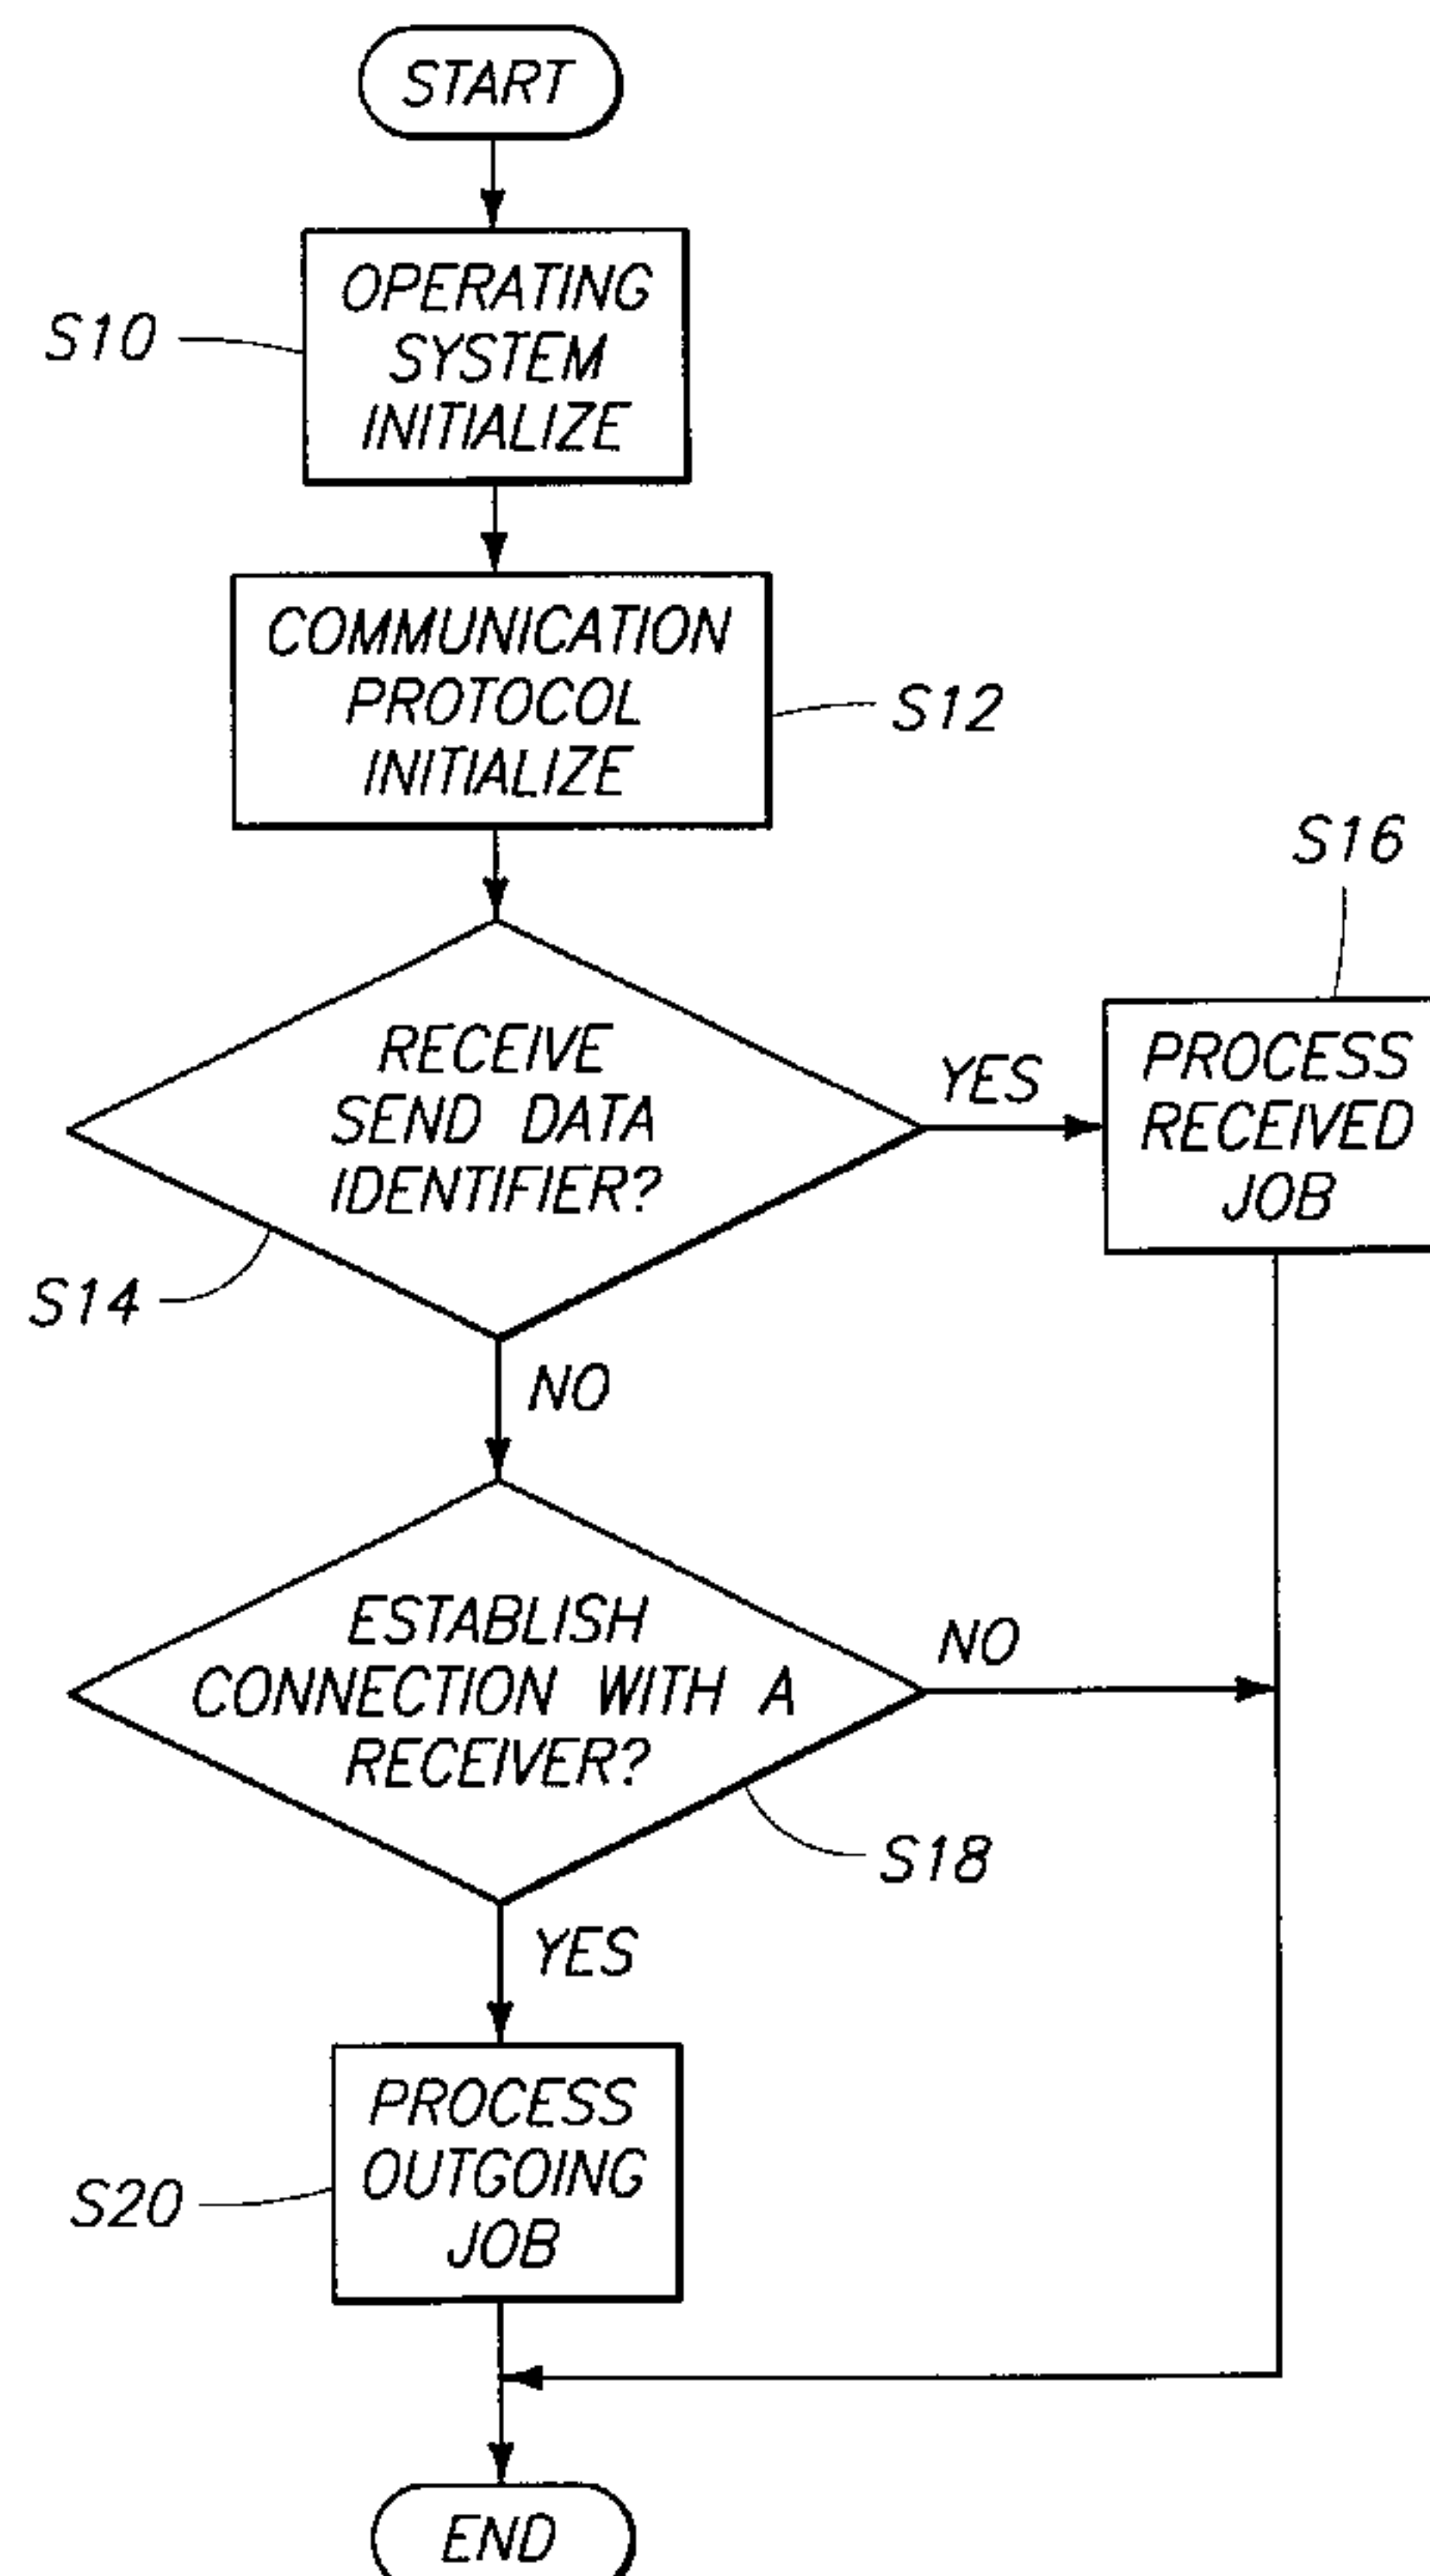 START
OPERATING
SYSTEM
INITIALIZE
S10
COMMUNICATION
PROTOCOL
INITIALIZE
S12
S16
RECEIVE
SEND DATA
IDENTIFIER?
YES
PROCESS
RECEIVED
JOB
S14
NO
ESTABLISH
CONNECTION WITH A
RECEIVER?
NO
S18
YES
PROCESS
OUTGOING
JOB
S20
END